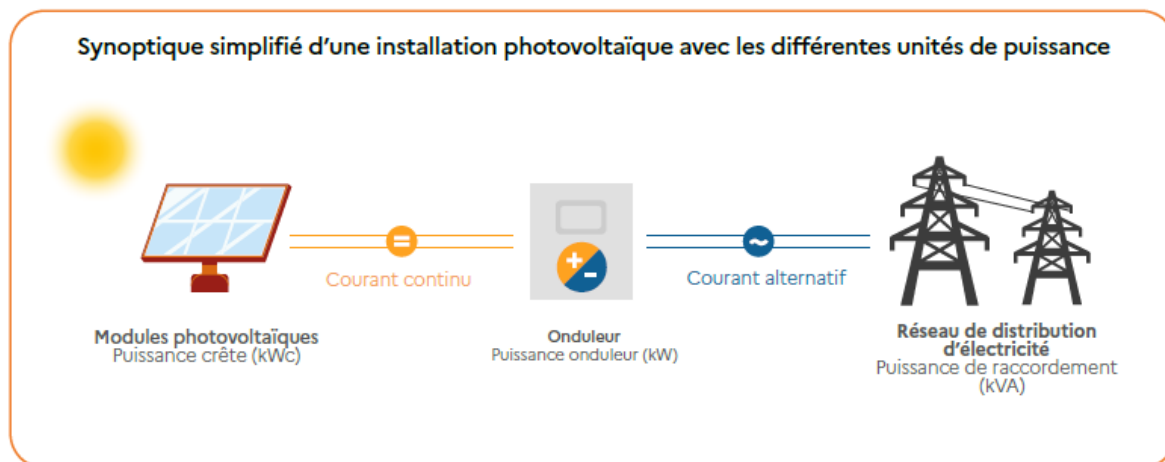 Synoptique simplifié d'une installation photovoltaïque avec les différentes unités de puissance
=
+
-
~
Courant continu
Courant alternatif
Modules photovoltaïques
Puissance crête (kWc)
Onduleur
Puissance onduleur (kW)
Réseau de distribution
d'électricité
Puissance de raccordement
(kVA)